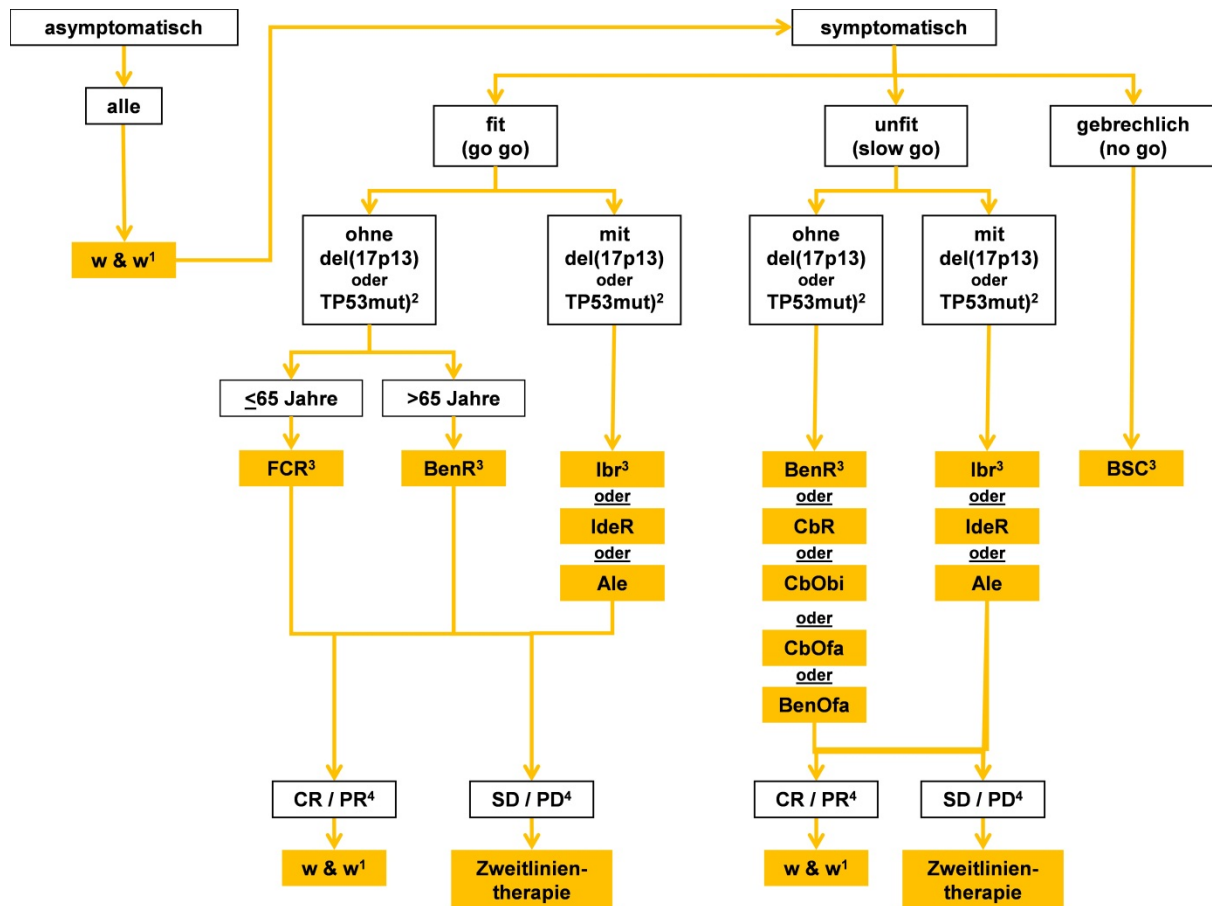 asymptomatisch
symptomatisch
alle
fit
(go go)
unfit
(slow go)
gebrechlich
(no go)
w & w¹
ohne
del(17p13)
oder
TP53mut)²
mit
del(17p13)
oder
TP53mut)²
ohne
del(17p13)
oder
TP53mut)²
mit
del(17p13)
oder
TP53mut)²
≤65 Jahre
>65 Jahre
FCR³
BenR³
Ibr³
oder
IdeR
oder
Ale
BenR³
oder
CbR
oder
CbObi
oder
CbOfa
oder
BenOfa
Ibr³
oder
IdeR
oder
Ale
BSC³
CR / PR⁴
SD / PD⁴
CR / PR⁴
SD / PD⁴
w & w¹
Zweitlinien-
therapie
w & w¹
Zweitlinien-
therapie